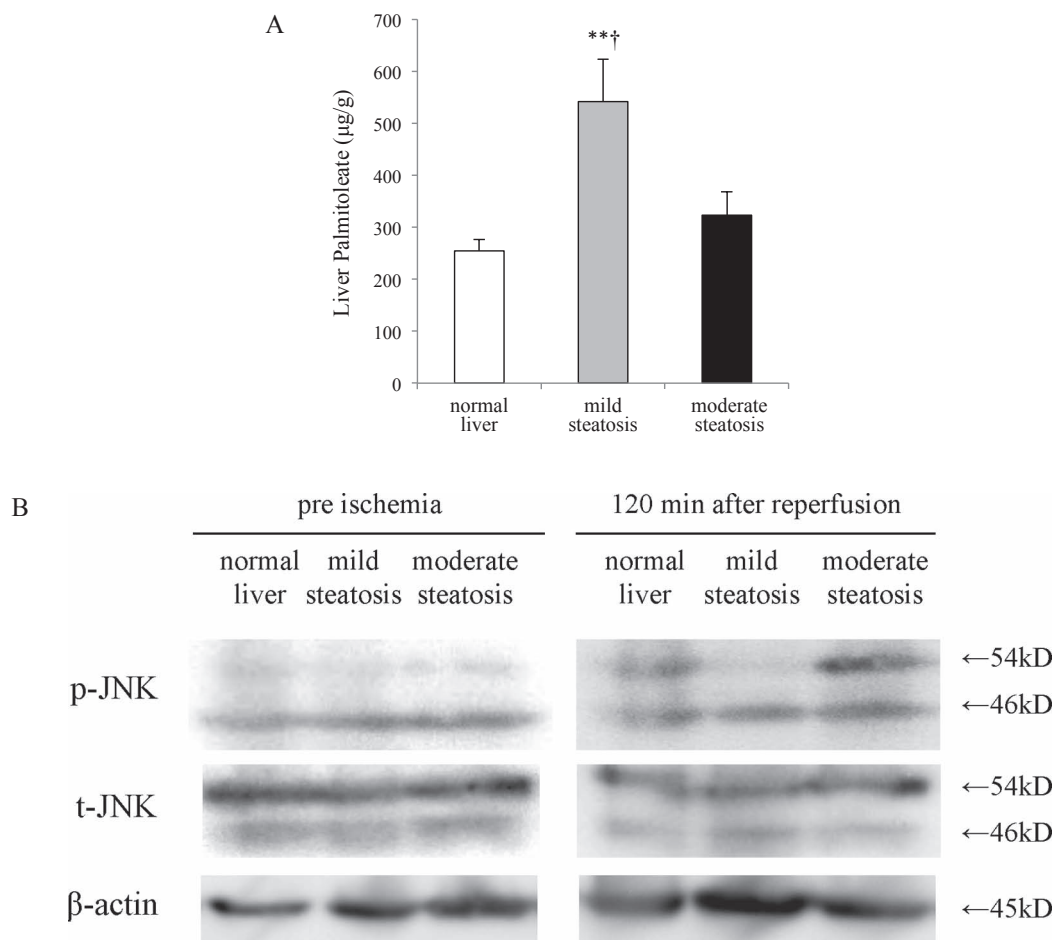 A
Liver Palmitoleate (µg/g)
700
600
500
400
300
200
100
0
**†
normal
liver
mild
steatosis
moderate
steatosis
B
pre ischemia
120 min after reperfusion
normal
liver
mild
steatosis
moderate
steatosis
normal
liver
mild
steatosis
moderate
steatosis
p-JNK
←54kD
←46kD
t-JNK
←54kD
←46kD
β-actin
←45kD